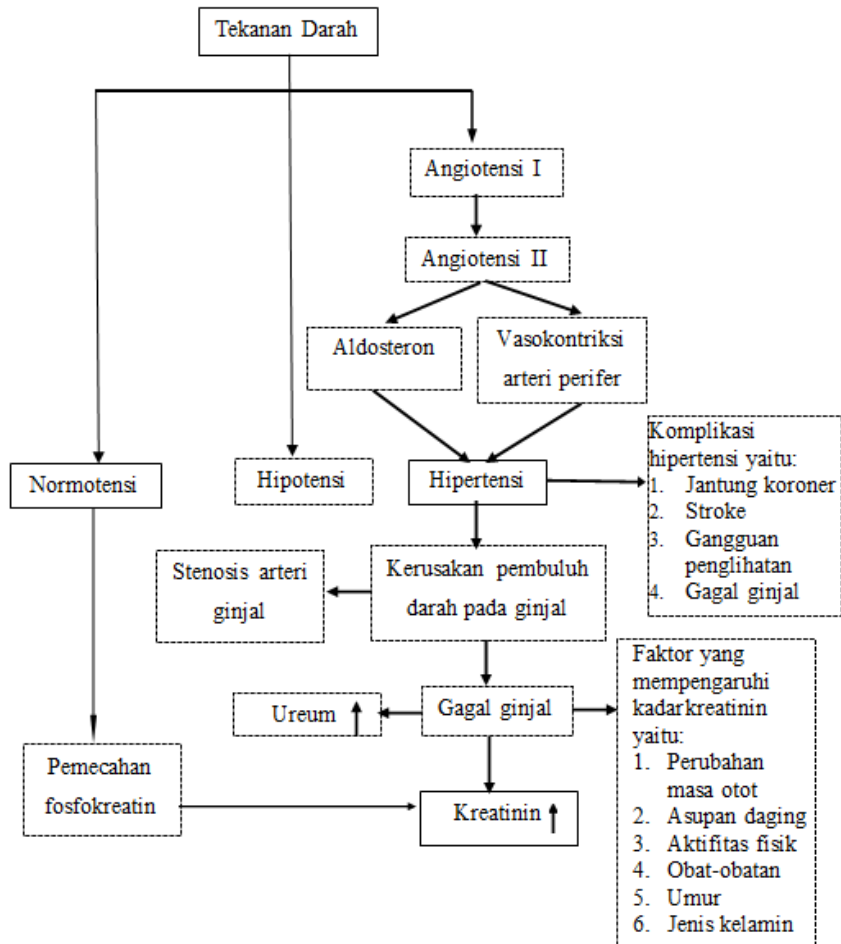 Tekanan Darah
Angiotensi I
Angiotensi II
Aldosteron
Vasokontriksi
arteri perifer
Komplikasi
hipertensi yaitu:
1. Jantung koroner
2. Stroke
3. Gangguan
penglihatan
4. Gagal ginjal
Normotensi
Hipotensi
Hipertensi
Stenosis arteri
ginjal
Kerusakan pembuluh
darah pada ginjal
Faktor yang
mempengaruhi
kadarkreatinin
yaitu:
1. Perubahan
masa otot
2. Asupan daging
3. Aktifitas fisik
4. Obat-obatan
5. Umur
6. Jenis kelamin
Ureum
Gagal ginjal
Pemecahan
fosfokreatin
Kreatinin